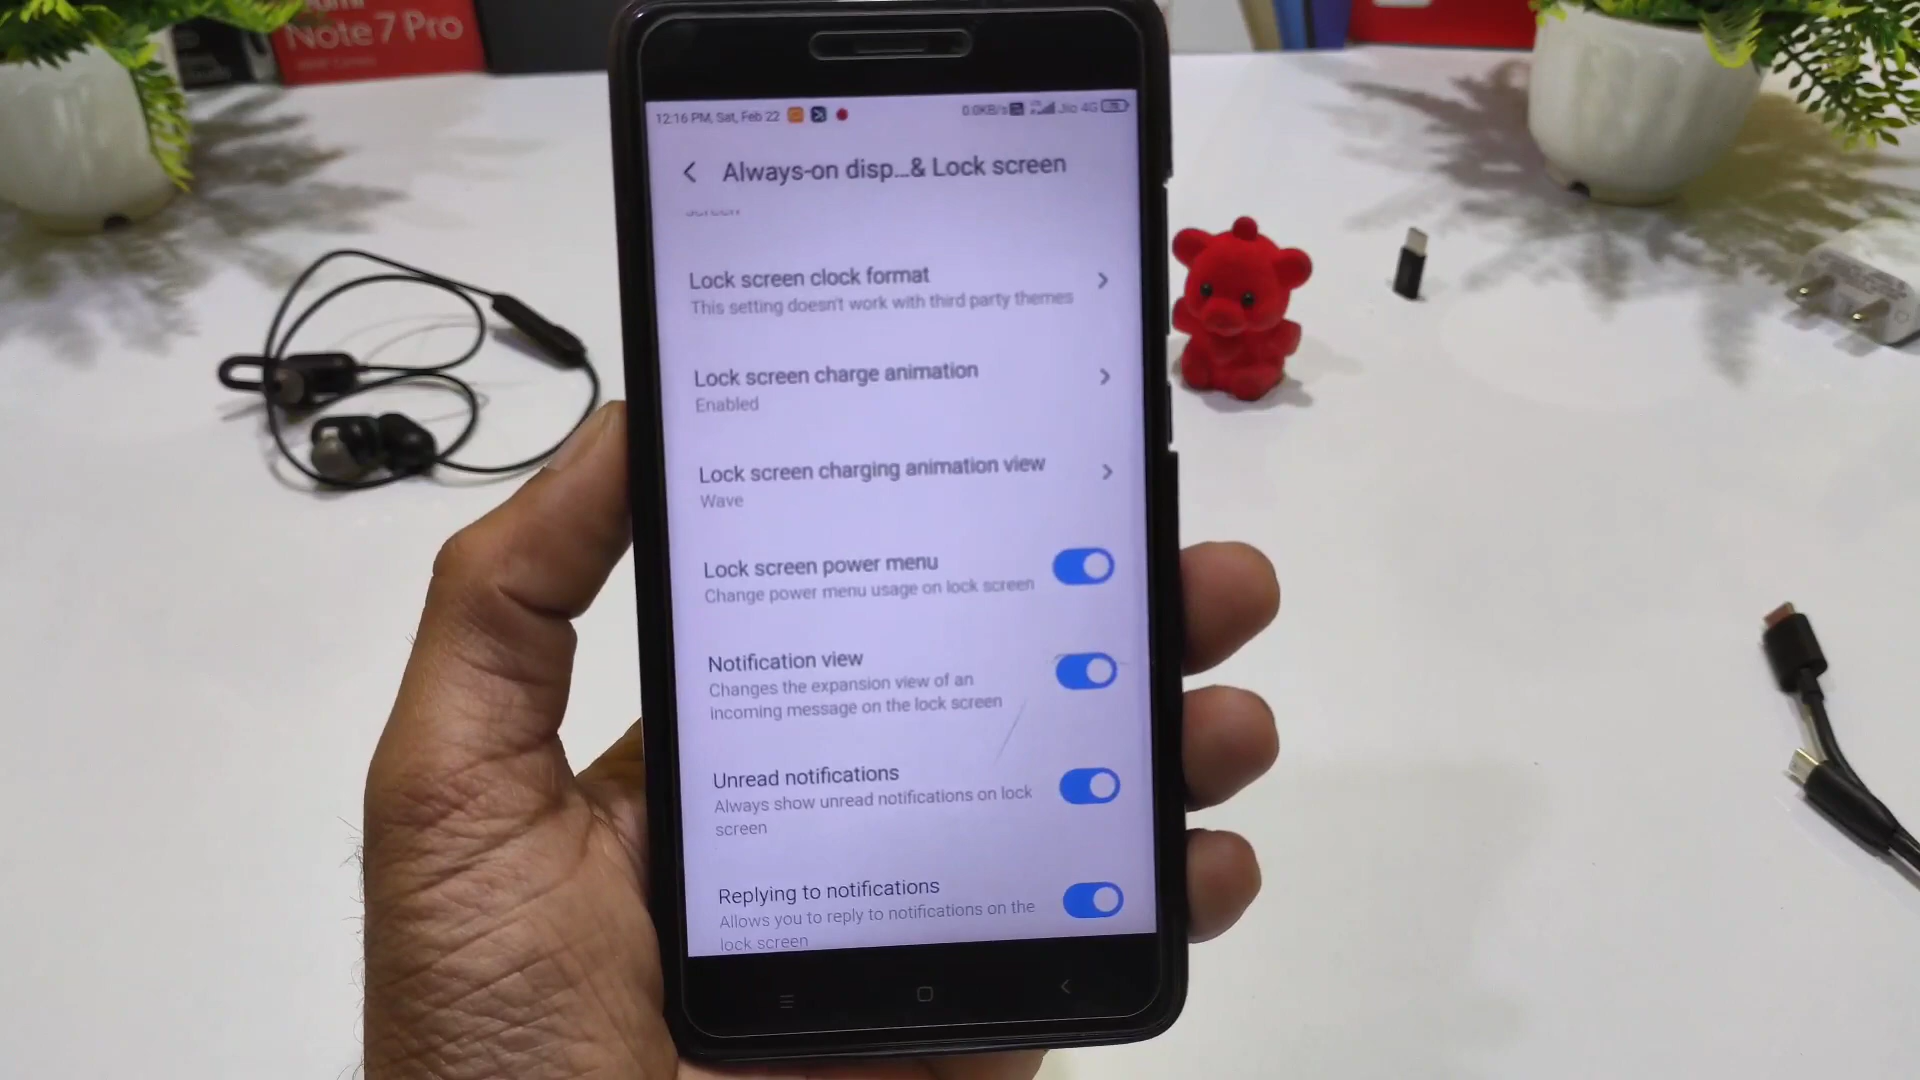 Note 7 Pro
12:16 PM, Sat, Feb 22
0.0KB/s Jio 4G
Always-on disp...& Lock screen
screen
Lock screen clock format
This setting doesn't work with third party themes
Lock screen charge animation
Enabled
Lock screen charging animation view
Wave
Lock screen power menu
Change power menu usage on lock screen
Notification view
Changes the expansion view of an
incoming message on the lock screen
Unread notifications
Always show unread notifications on lock
screen
Replying to notifications
Allows you to reply to notifications on the
lock screen